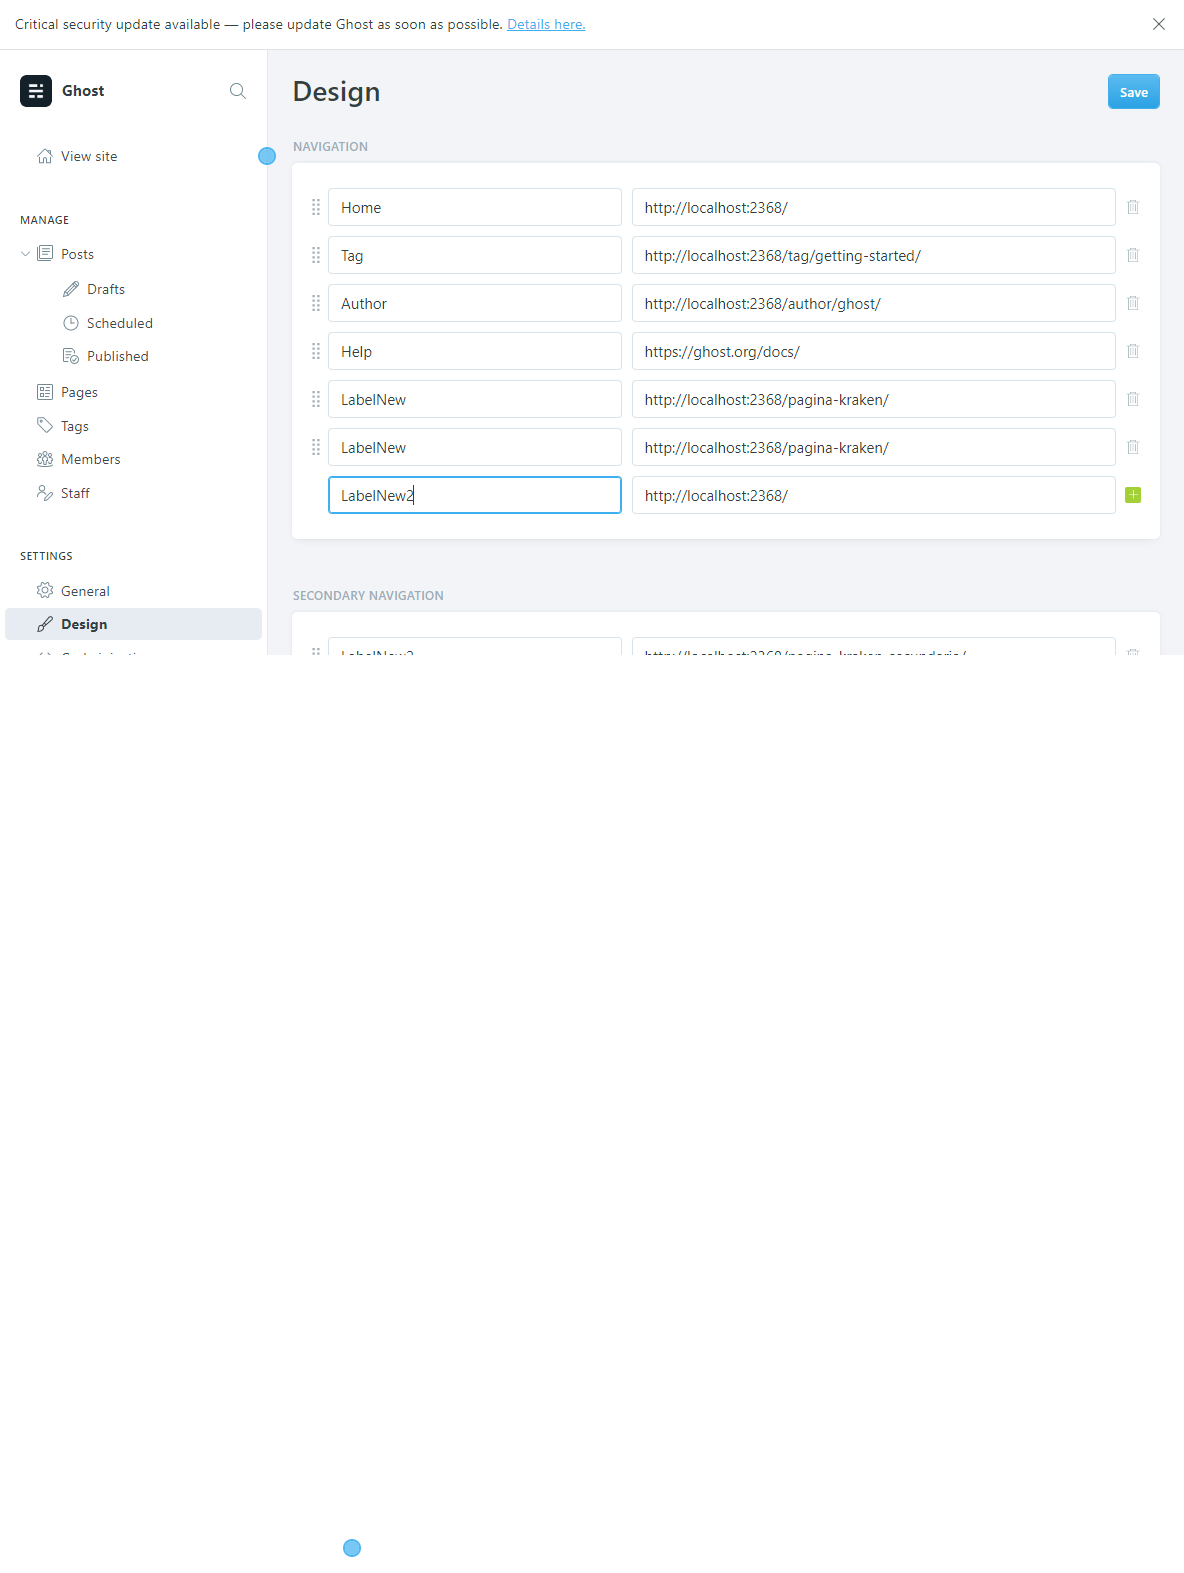 Critical security update available — please update Ghost as soon as possible. Details here.
Ghost
View site
MANAGE
Posts
Drafts
Scheduled
Published
Pages
Tags
Members
Staff
SETTINGS
General
Design
Design
Save
NAVIGATION
Home http://localhost:2368/
Tag http://localhost:2368/tag/getting-started/
Author http://localhost:2368/author/ghost/
Help https://ghost.org/docs/
LabelNew http://localhost:2368/pagina-kraken/
LabelNew http://localhost:2368/pagina-kraken/
LabelNew2 http://localhost:2368/
SECONDARY NAVIGATION
LabelNew2